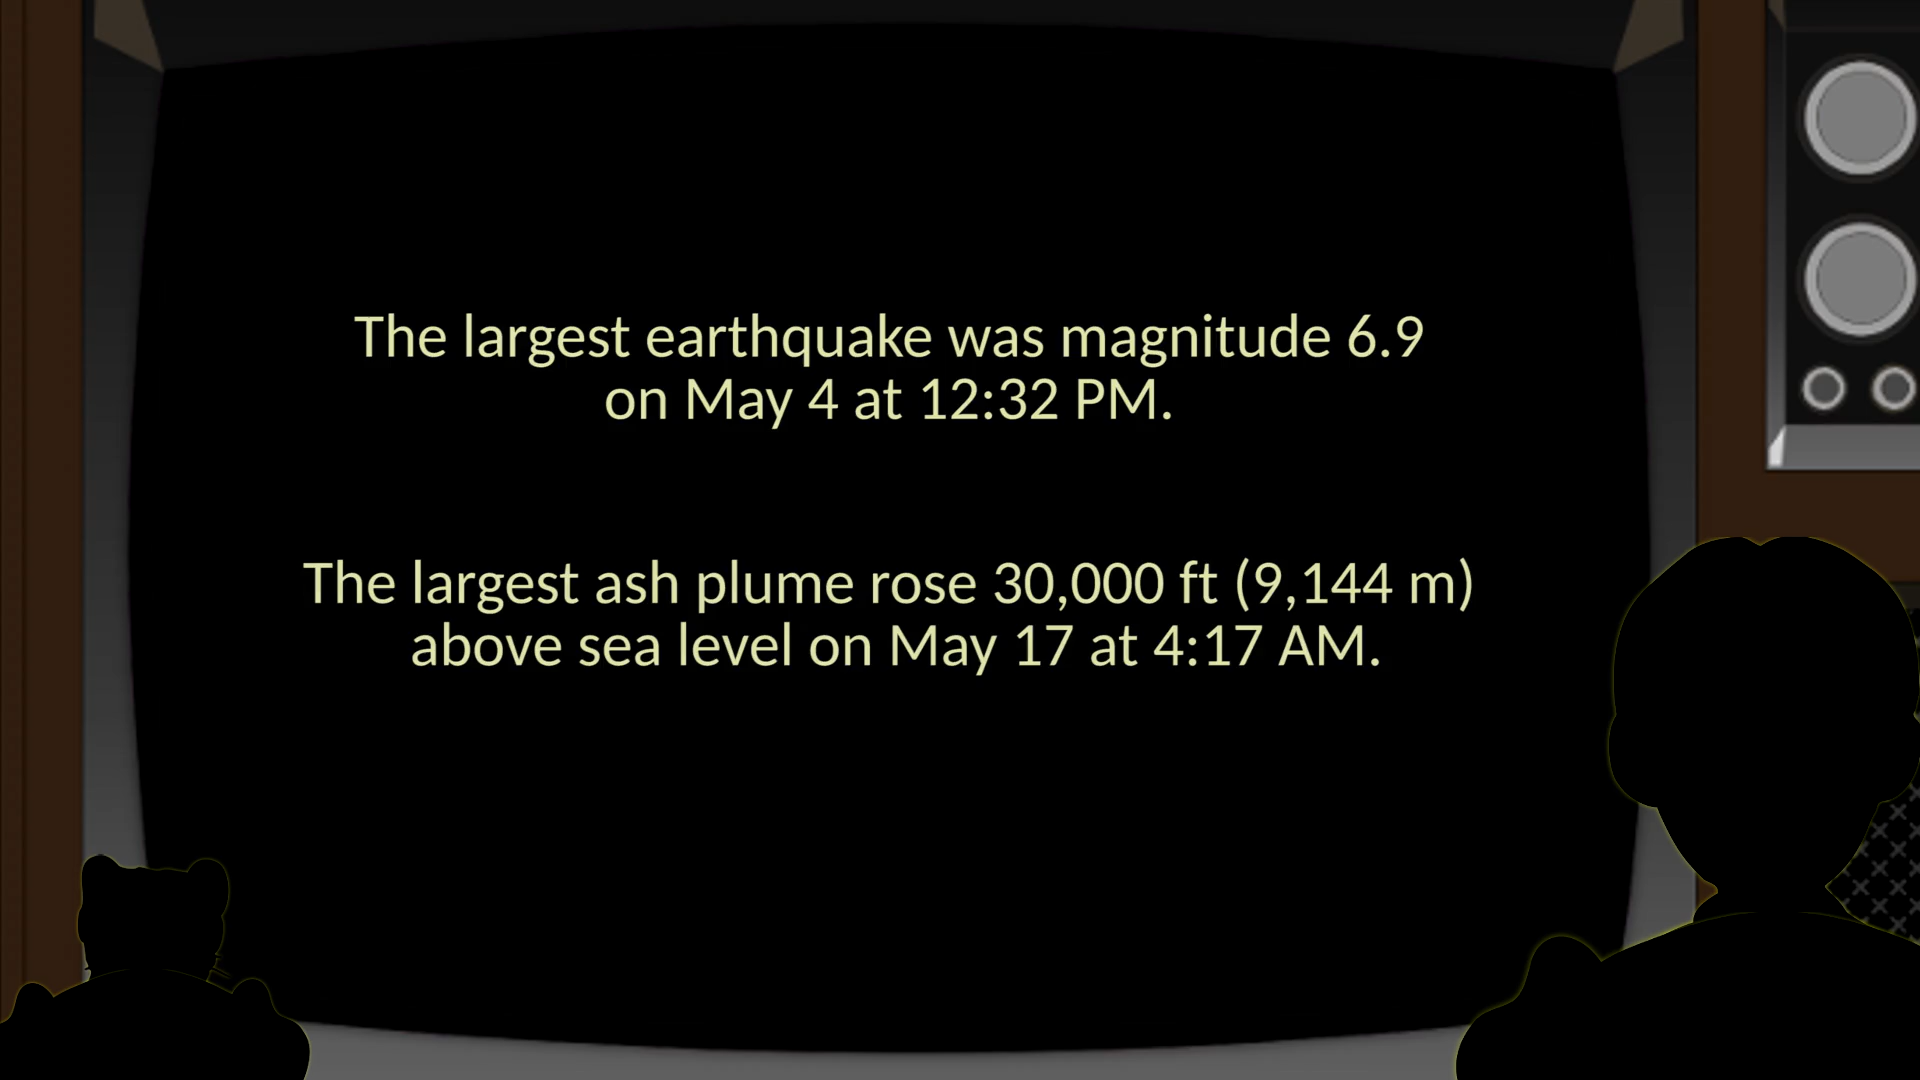 The largest earthquake was magnitude 6.9
on May 4 at 12:32 PM.
The largest ash plume rose 30,000 ft (9,144 m)
above sea level on May 17 at 4:17 AM.